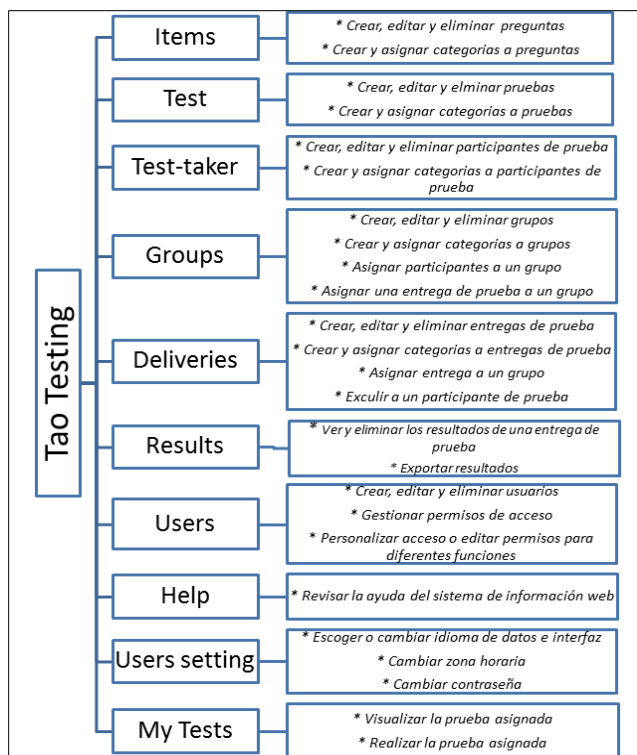 Tao Testing
Items
* Crear, editar y eliminar preguntas
* Crear y asignar categorias a preguntas
Test
* Crear, editar y elminar pruebas
* Crear y asignar categorias a pruebas
Test-taker
* Crear, editar y eliminar participantes de prueba
* Crear y asignar categorias a participantes de
prueba
Groups
* Crear, editar y eliminar grupos
* Crear y asignar categorias a grupos
* Asignar participantes a un grupo
* Asignar una entrega de prueba a un grupo
Deliveries
* Crear, editar y eliminar entregas de prueba
* Crear y asignar categorias a entregas de prueba
* Asignar entrega a un grupo
* Exculir a un participante de prueba
Results
* Ver y eliminar los resultados de una entrega de
prueba
* Exportar resultados
Users
* Crear, editar y eliminar usuarios
* Gestionar permisos de acceso
* Personalizar acceso o editar permisos para
diferentes funciones
Help
* Revisar la ayuda del sistema de información web
Users setting
* Escoger o cambiar idioma de datos e interfaz
* Cambiar zona horaria
* Cambiar contraseña
My Tests
* Visualizar la prueba asignada
* Realizar la prueba asignada